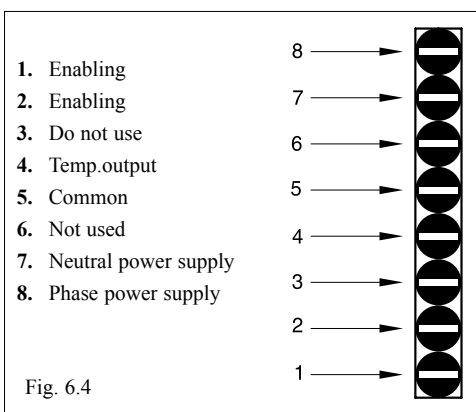 1. Enabling
2. Enabling
3. Do not use
4. Temp.output
5. Common
6. Not used
7. Neutral power supply
8. Phase power supply
Fig. 6.4
8
7
6
5
4
3
2
1